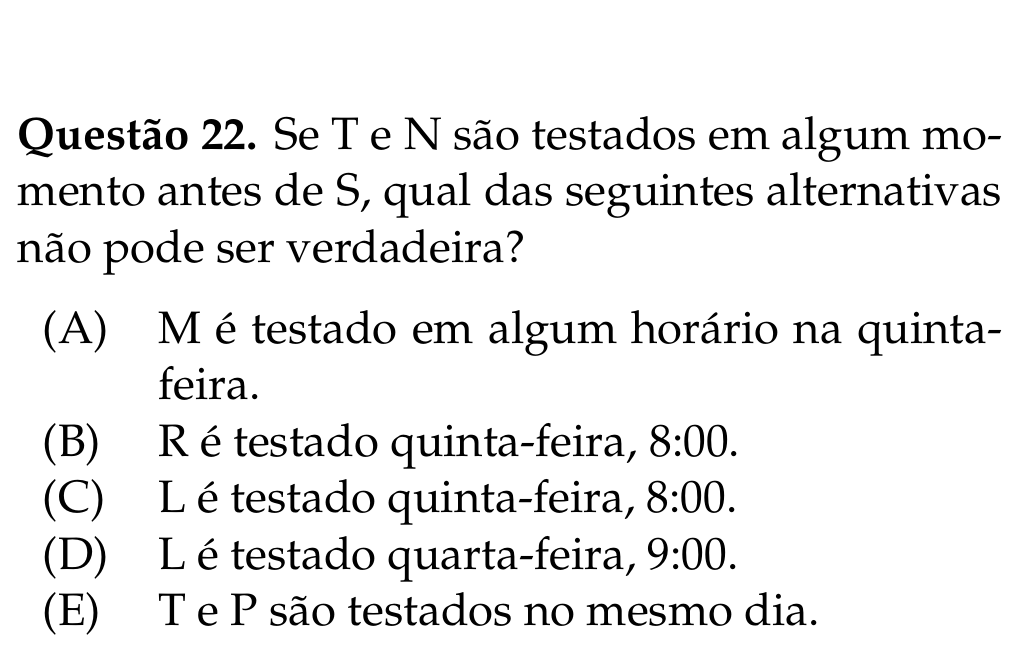 Questão 22. Se T e N são testados em algum mo-
mento antes de S, qual das seguintes alternativas
não pode ser verdadeira?
(A) M é testado em algum horário na quinta-
feira.
(B) R é testado quinta-feira, 8:00.
(C) L é testado quinta-feira, 8:00.
(D) L é testado quarta-feira, 9:00.
(E) T e P são testados no mesmo dia.